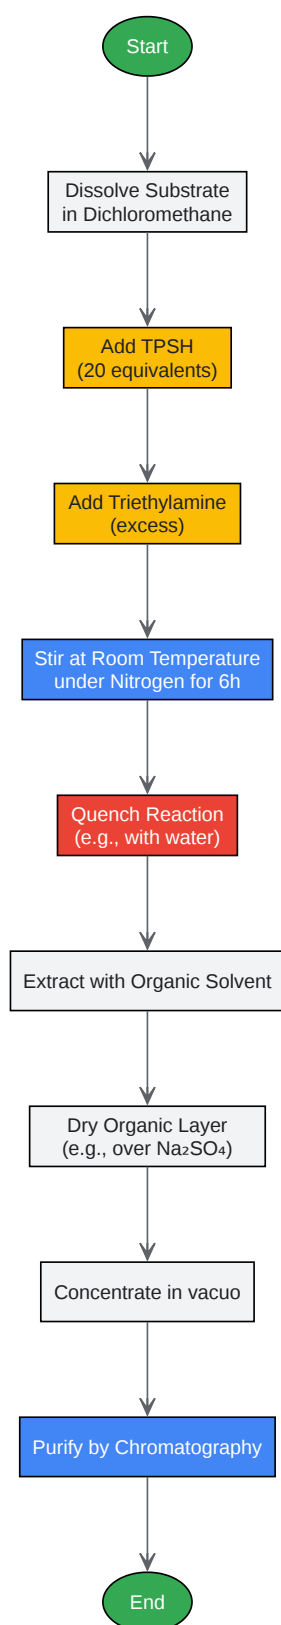 Start
Dissolve Substrate
in Dichloromethane
Add TPSH
(20 equivalents)
Add Triethylamine
(excess)
Stir at Room Temperature
under Nitrogen for 6h
Quench Reaction
(e.g., with water)
Extract with Organic Solvent
Dry Organic Layer
(e.g., over Na₂SO₄)
Concentrate in vacuo
Purify by Chromatography
End